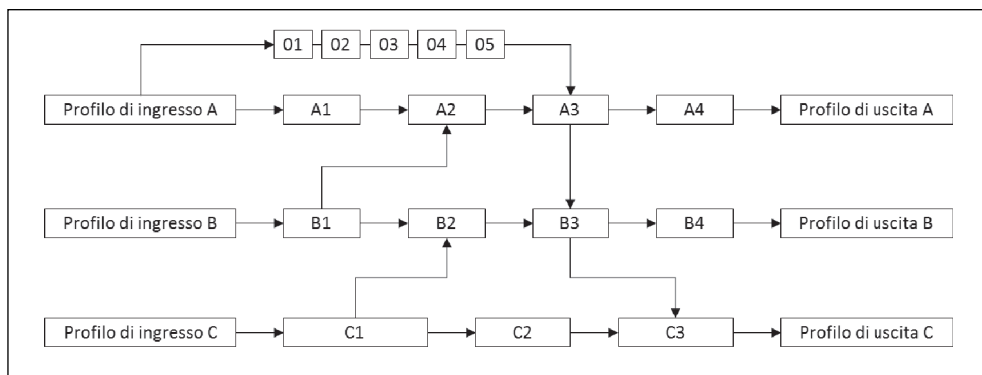 01 02 03 04 05
Profilo di ingresso A A1 A2 A3 A4 Profilo di uscita A
Profilo di ingresso B B1 B2 B3 B4 Profilo di uscita B
Profilo di ingresso C C1 C2 C3 Profilo di uscita C